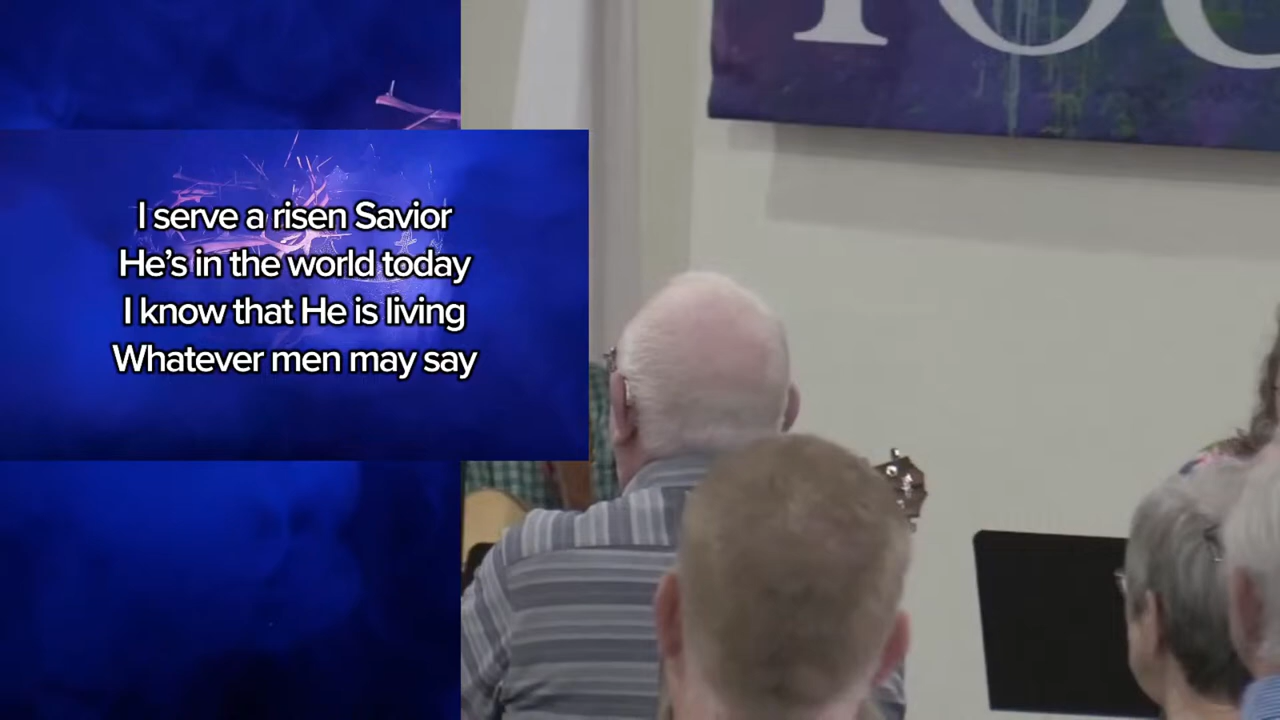 I serve a risen Savior
He's in the world today
I know that He is living
Whatever men may say